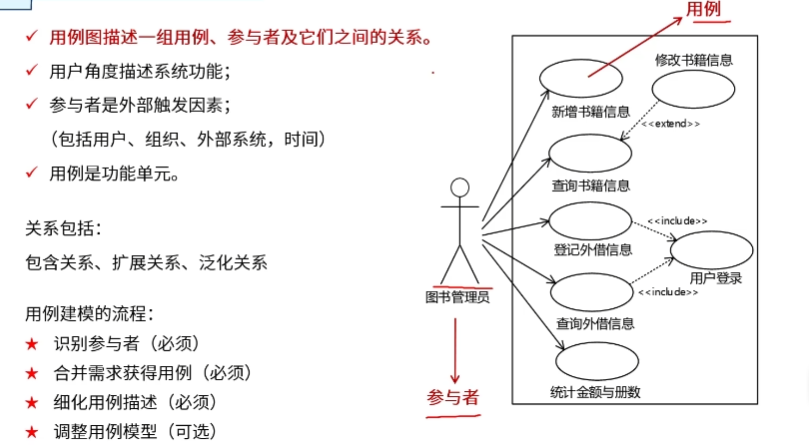 用例图描述一组用例、参与者及它们之间的关系。
用户角度描述系统功能；
参与者是外部触发因素；
（包括用户、组织、外部系统，时间）
用例是功能单元。
关系包括：
包含关系、扩展关系、泛化关系
用例建模的流程：
识别参与者（必须）
合并需求获得用例（必须）
细化用例描述（必须）
调整用例模型（可选）
用例
修改书籍信息
新增书籍信息
<<extend>>
查询书籍信息
<<include>>
登记外借信息
用户登录
<<include>>
图书管理员
查询外借信息
统计金额与册数
参与者